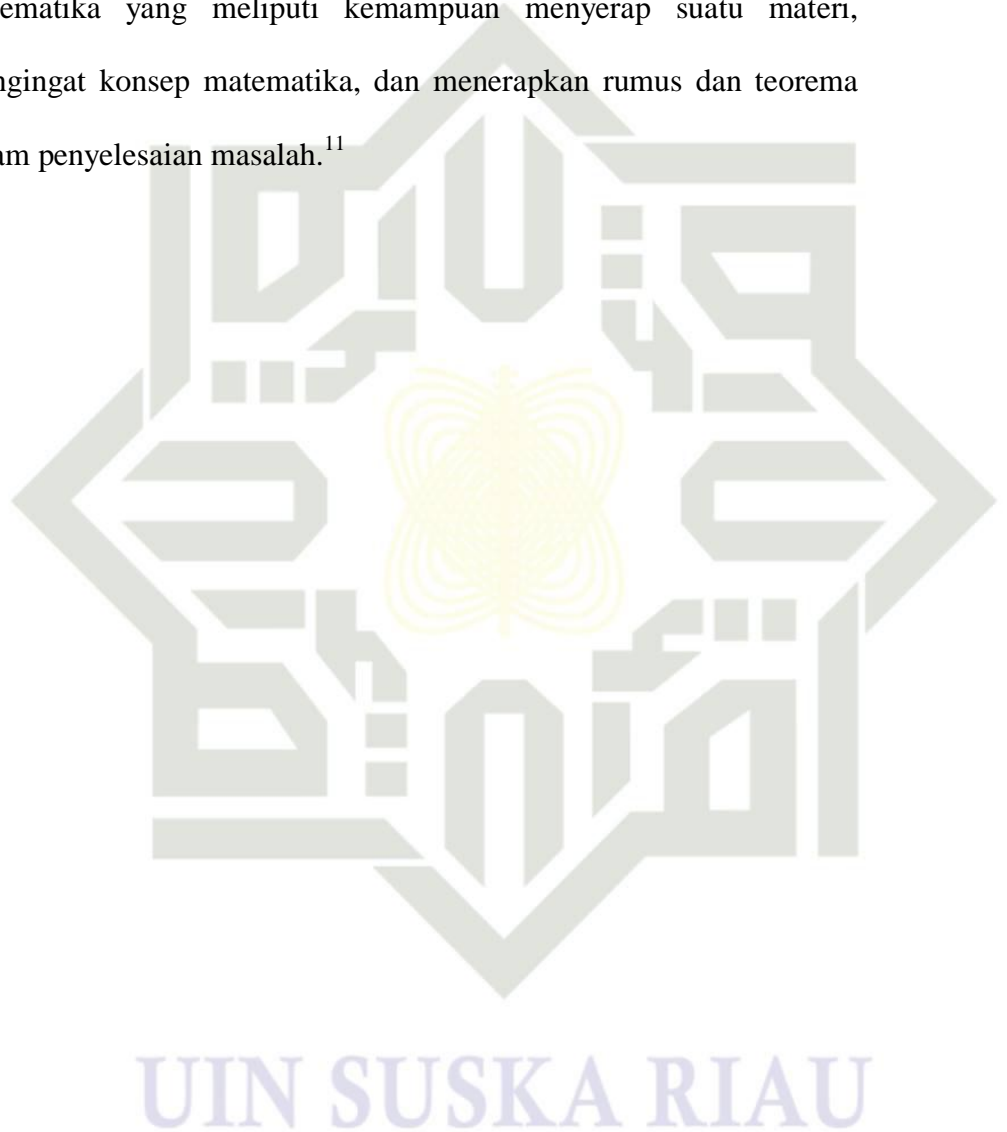 ematika yang meliputi kemampuan menyerap suatu materi,
ngingat konsep matematika, dan menerapkan rumus dan teorema
am penyelesaian masalah.11
UIN SUSKA RIAU